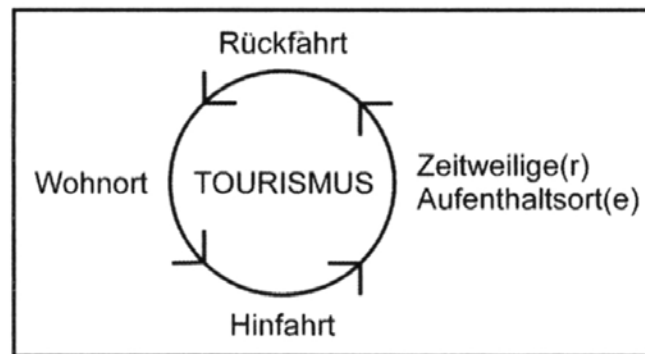 Rückfahrt
Wohnort
TOURISMUS
Zeitweilige(r)
Aufenthaltsort(e)
Hinfahrt